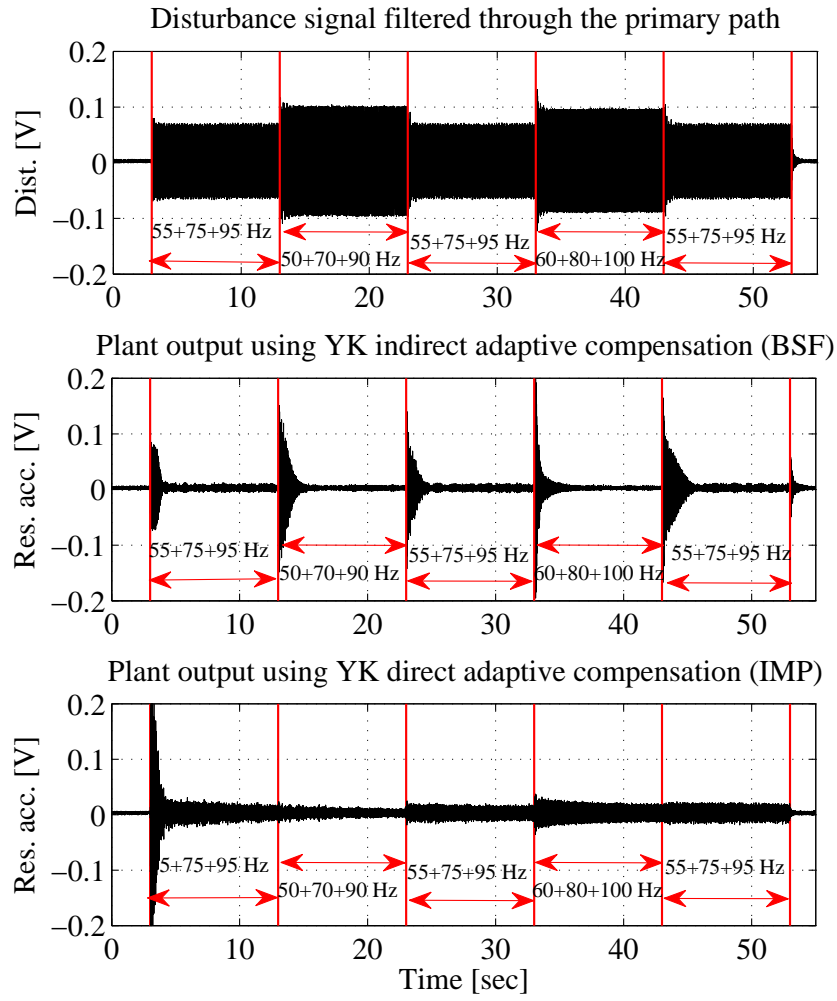 Disturbance signal filtered through the primary path
0.2
0.1
0
−0.1
−0.2
Dist. [V]
55+75+95 Hz
50+70+90 Hz
55+75+95 Hz
60+80+100 Hz
55+75+95 Hz
0 10 20 30 40 50
Plant output using YK indirect adaptive compensation (BSF)
0.2
0.1
0
−0.1
−0.2
Res. acc. [V]
55+75+95 Hz
50+70+90 Hz
55+75+95 Hz
60+80+100 Hz
55+75+95 Hz
0 10 20 30 40 50
Plant output using YK direct adaptive compensation (IMP)
0.2
0.1
0
−0.1
−0.2
Res. acc. [V]
5+75+95 Hz
50+70+90 Hz
55+75+95 Hz
60+80+100 Hz
55+75+95 Hz
0 10 20 30 40 50
Time [sec]